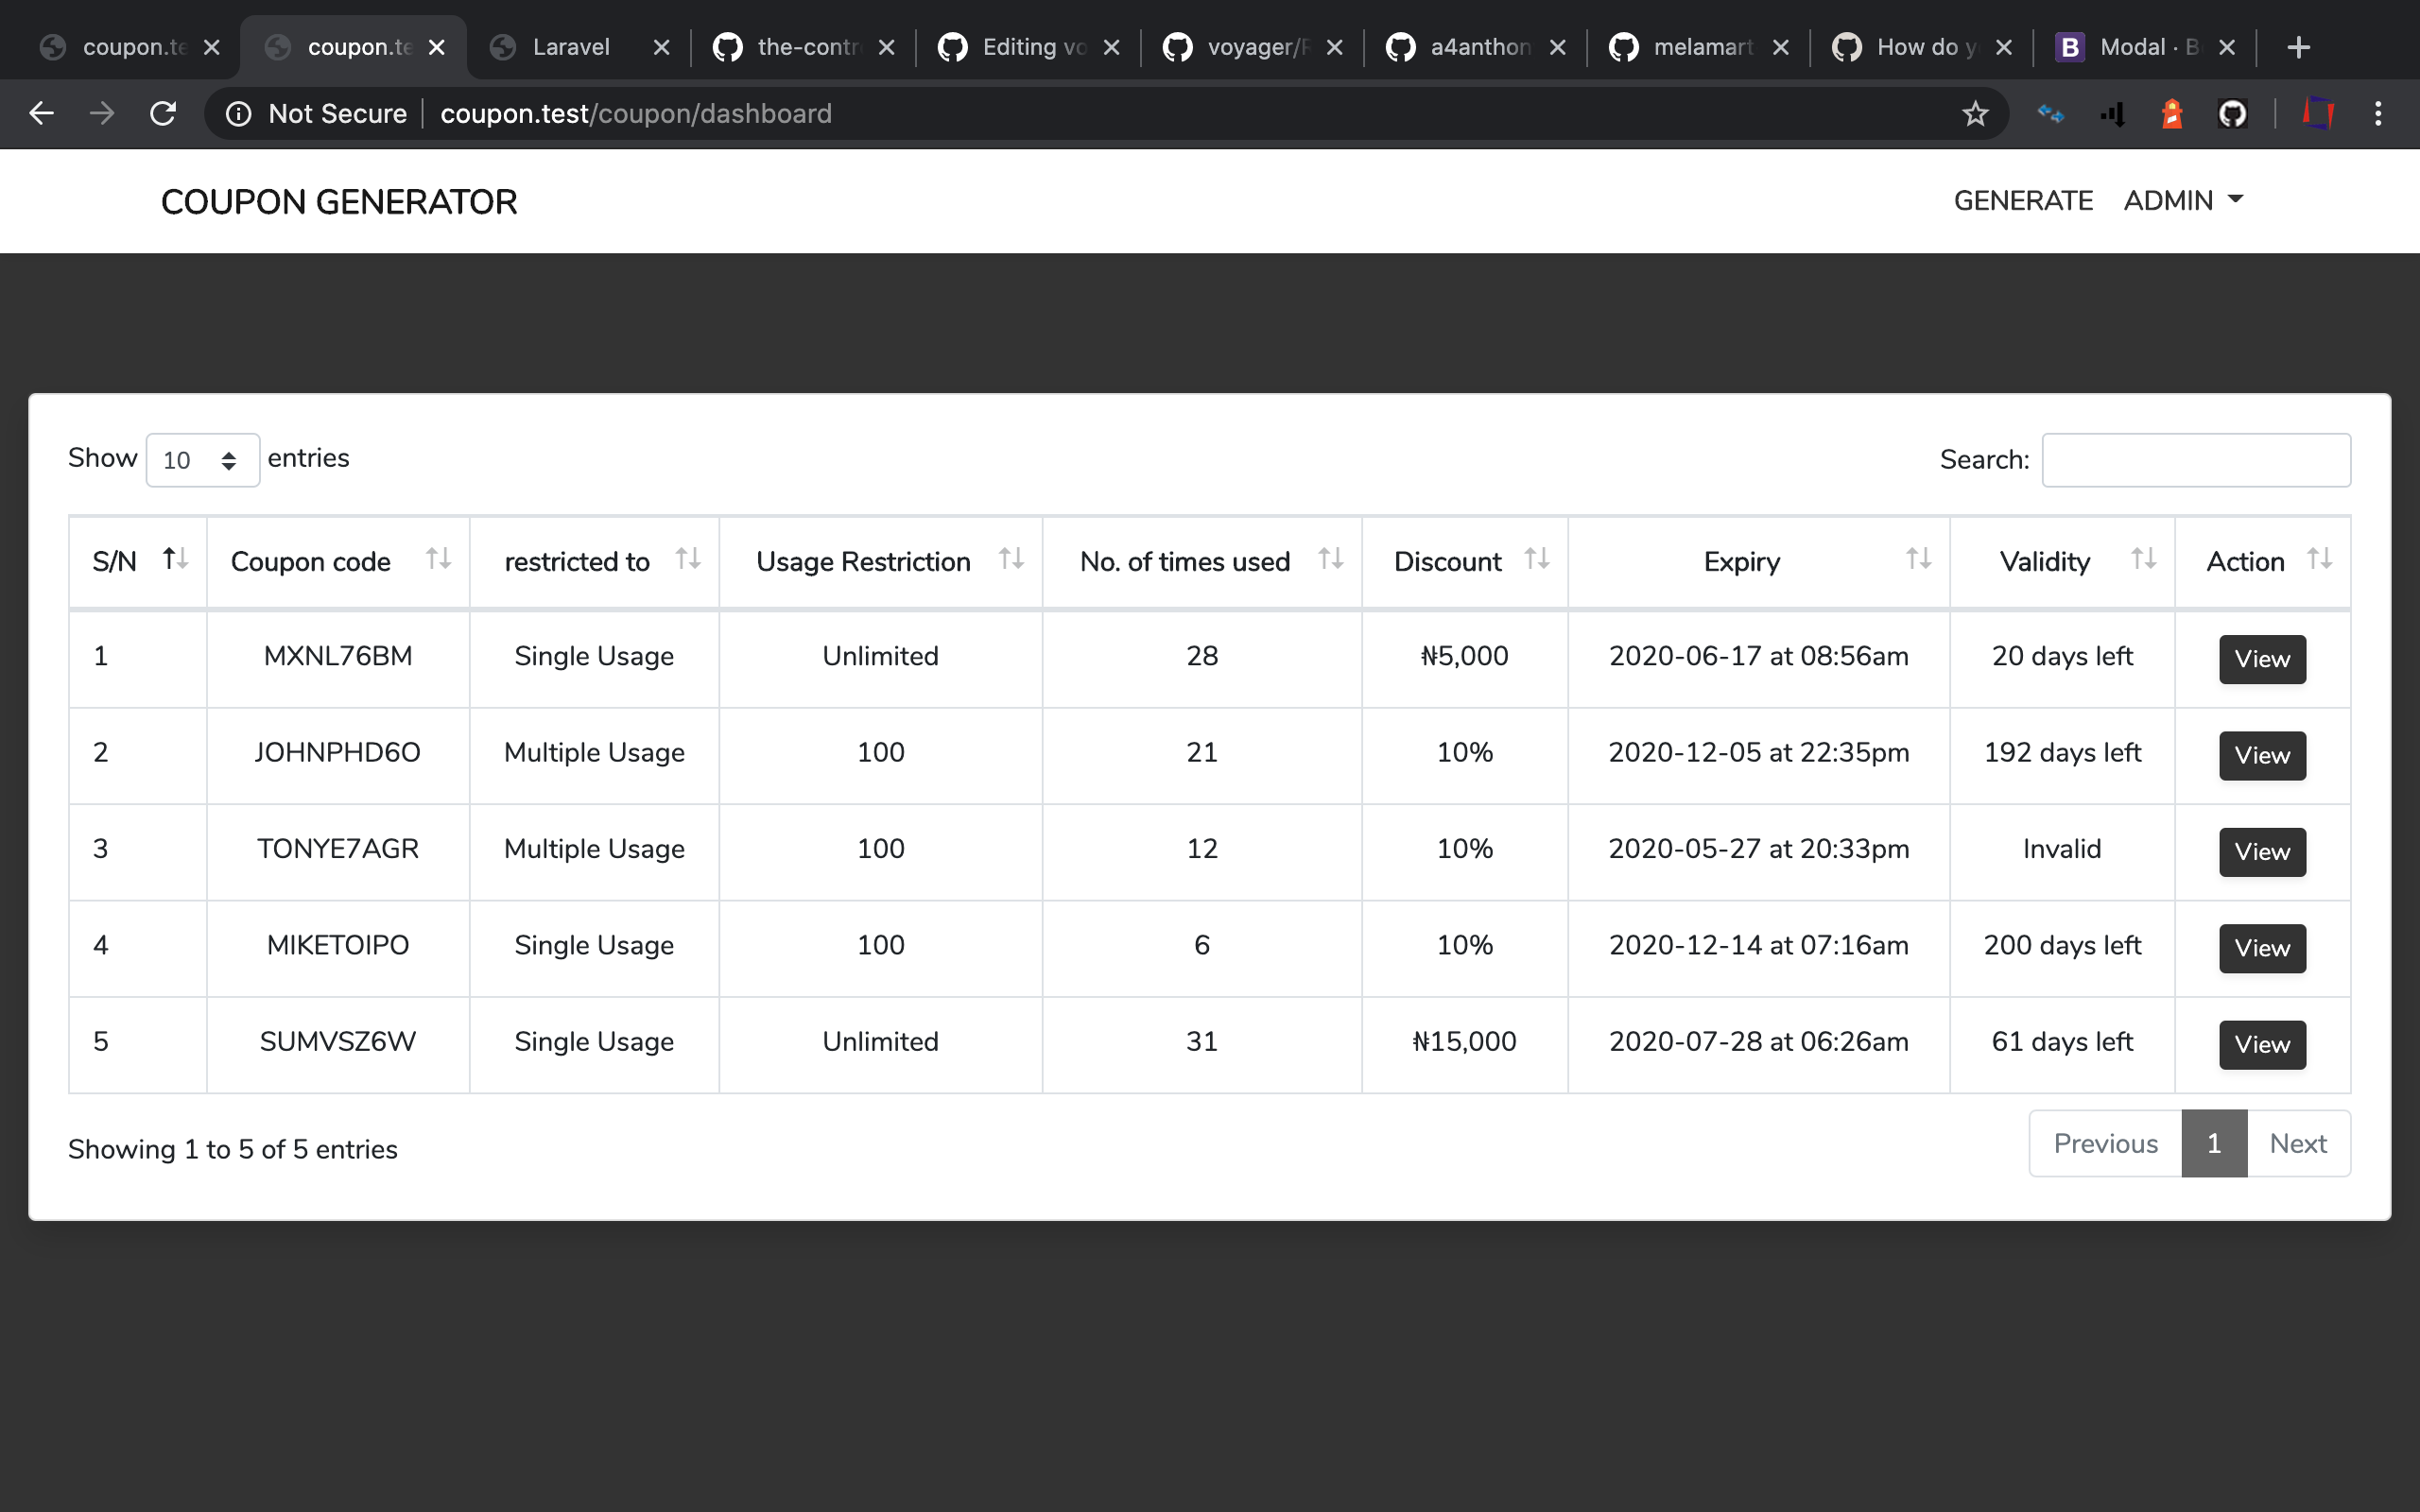 coupon.te coupon.te Laravel the-contr Editing vo voyager/R a4anthon melamart How do y Modal · B
Not Secure coupon.test/coupon/dashboard
COUPON GENERATOR GENERATE ADMIN
Show 10 entries Search:
S/N Coupon code restricted to Usage Restriction No. of times used Discount Expiry Validity Action
1 MXNL76BM Single Usage Unlimited 28 ₦5,000 2020-06-17 at 08:56am 20 days left View
2 JOHNPHD6O Multiple Usage 100 21 10% 2020-12-05 at 22:35pm 192 days left View
3 TONYE7AGR Multiple Usage 100 12 10% 2020-05-27 at 20:33pm Invalid View
4 MIKETOIPO Single Usage 100 6 10% 2020-12-14 at 07:16am 200 days left View
5 SUMVSZ6W Single Usage Unlimited 31 ₦15,000 2020-07-28 at 06:26am 61 days left View
Showing 1 to 5 of 5 entries Previous 1 Next